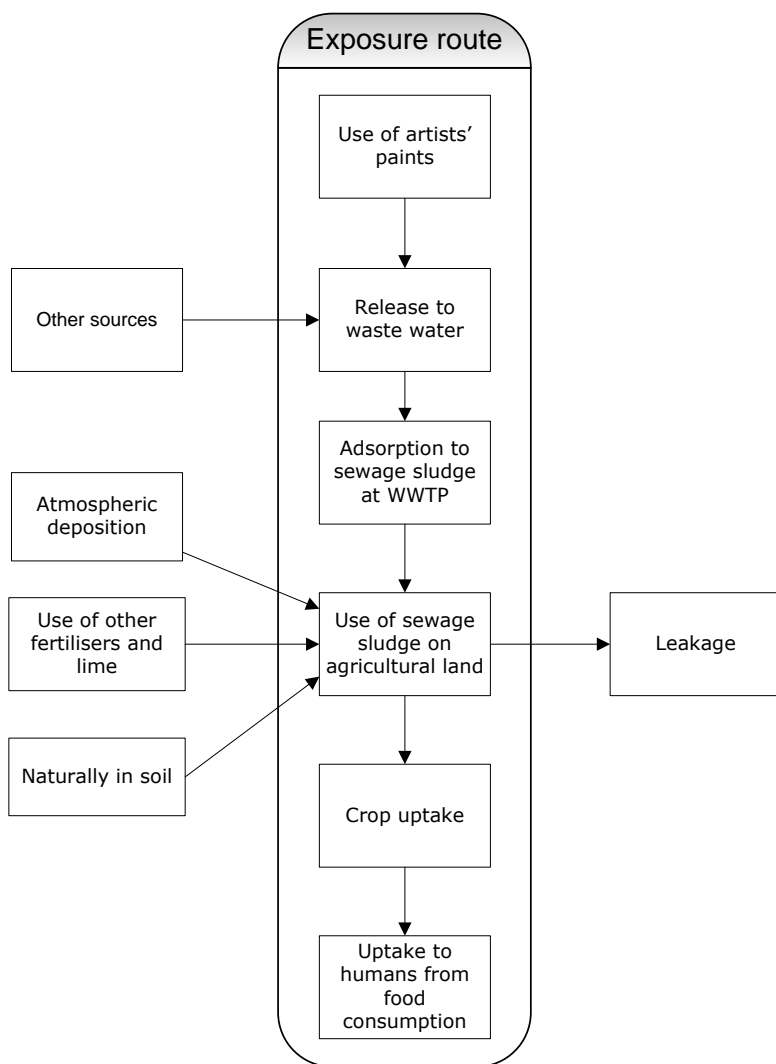 Exposure route
Use of artists’
paints
Other sources
Release to
waste water
Adsorption to
sewage sludge
at WWTP
Atmospheric
deposition
Use of other
fertilisers and
lime
Use of sewage
sludge on
agricultural land
Leakage
Naturally in soil
Crop uptake
Uptake to
humans from
food
consumption